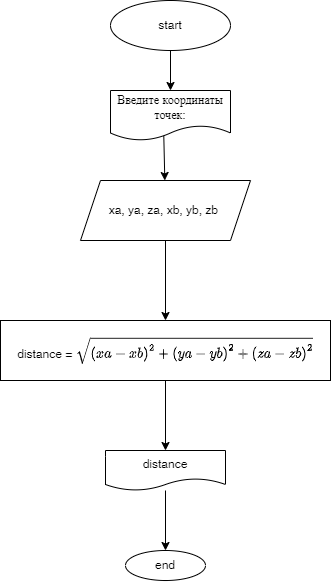 start
Введите координаты
точек:
xa, ya, za, xb, yb, zb
distance = √(xa − xb)² + (ya − yb)² + (za − zb)²
distance
end